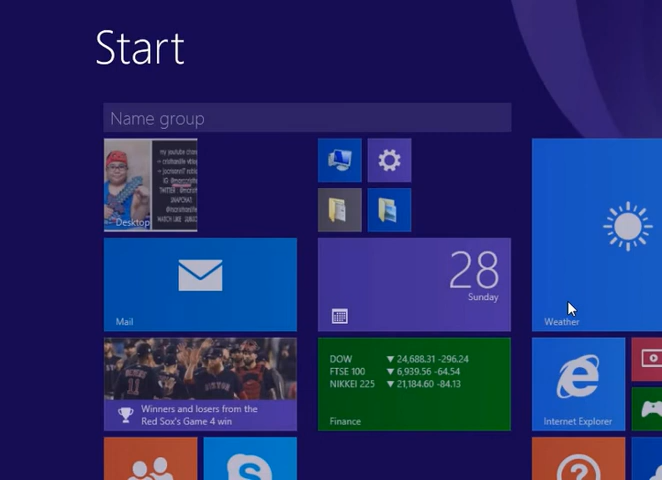 Start
Name group
Desktop
28
Sunday
Mail
Weather
Winners and losers from the
Red Sox's Game 4 win
DOW ▼ 24,688.31 -296.24
FTSE 100 ▼ 6,939.56 -64.54
NIKKEI 225 ▼ 21,184.60 -84.13
Finance
Internet Explorer